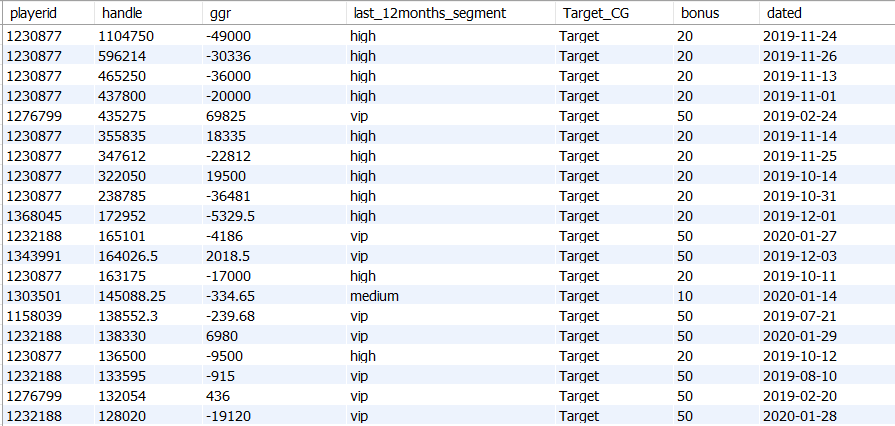 playerid handle ggr last_12months_segment Target_CG bonus dated
1230877 1104750 -49000 high Target 20 2019-11-24
1230877 596214 -30336 high Target 20 2019-11-26
1230877 465250 -36000 high Target 20 2019-11-13
1230877 437800 -20000 high Target 20 2019-11-01
1276799 435275 69825 vip Target 50 2019-02-24
1230877 355835 18335 high Target 20 2019-11-14
1230877 347612 -22812 high Target 20 2019-11-25
1230877 322050 19500 high Target 20 2019-10-14
1230877 238785 -36481 high Target 20 2019-10-31
1368045 172952 -5329.5 high Target 20 2019-12-01
1232188 165101 -4186 vip Target 50 2020-01-27
1343991 164026.5 2018.5 vip Target 50 2019-12-03
1230877 163175 -17000 high Target 20 2019-10-11
1303501 145088.25 -334.65 medium Target 10 2020-01-14
1158039 138552.3 -239.68 vip Target 50 2019-07-21
1232188 138330 6980 vip Target 50 2020-01-29
1230877 136500 -9500 high Target 20 2019-10-12
1232188 133595 -915 vip Target 50 2019-08-10
1276799 132054 436 vip Target 50 2019-02-20
1232188 128020 -19120 vip Target 50 2020-01-28